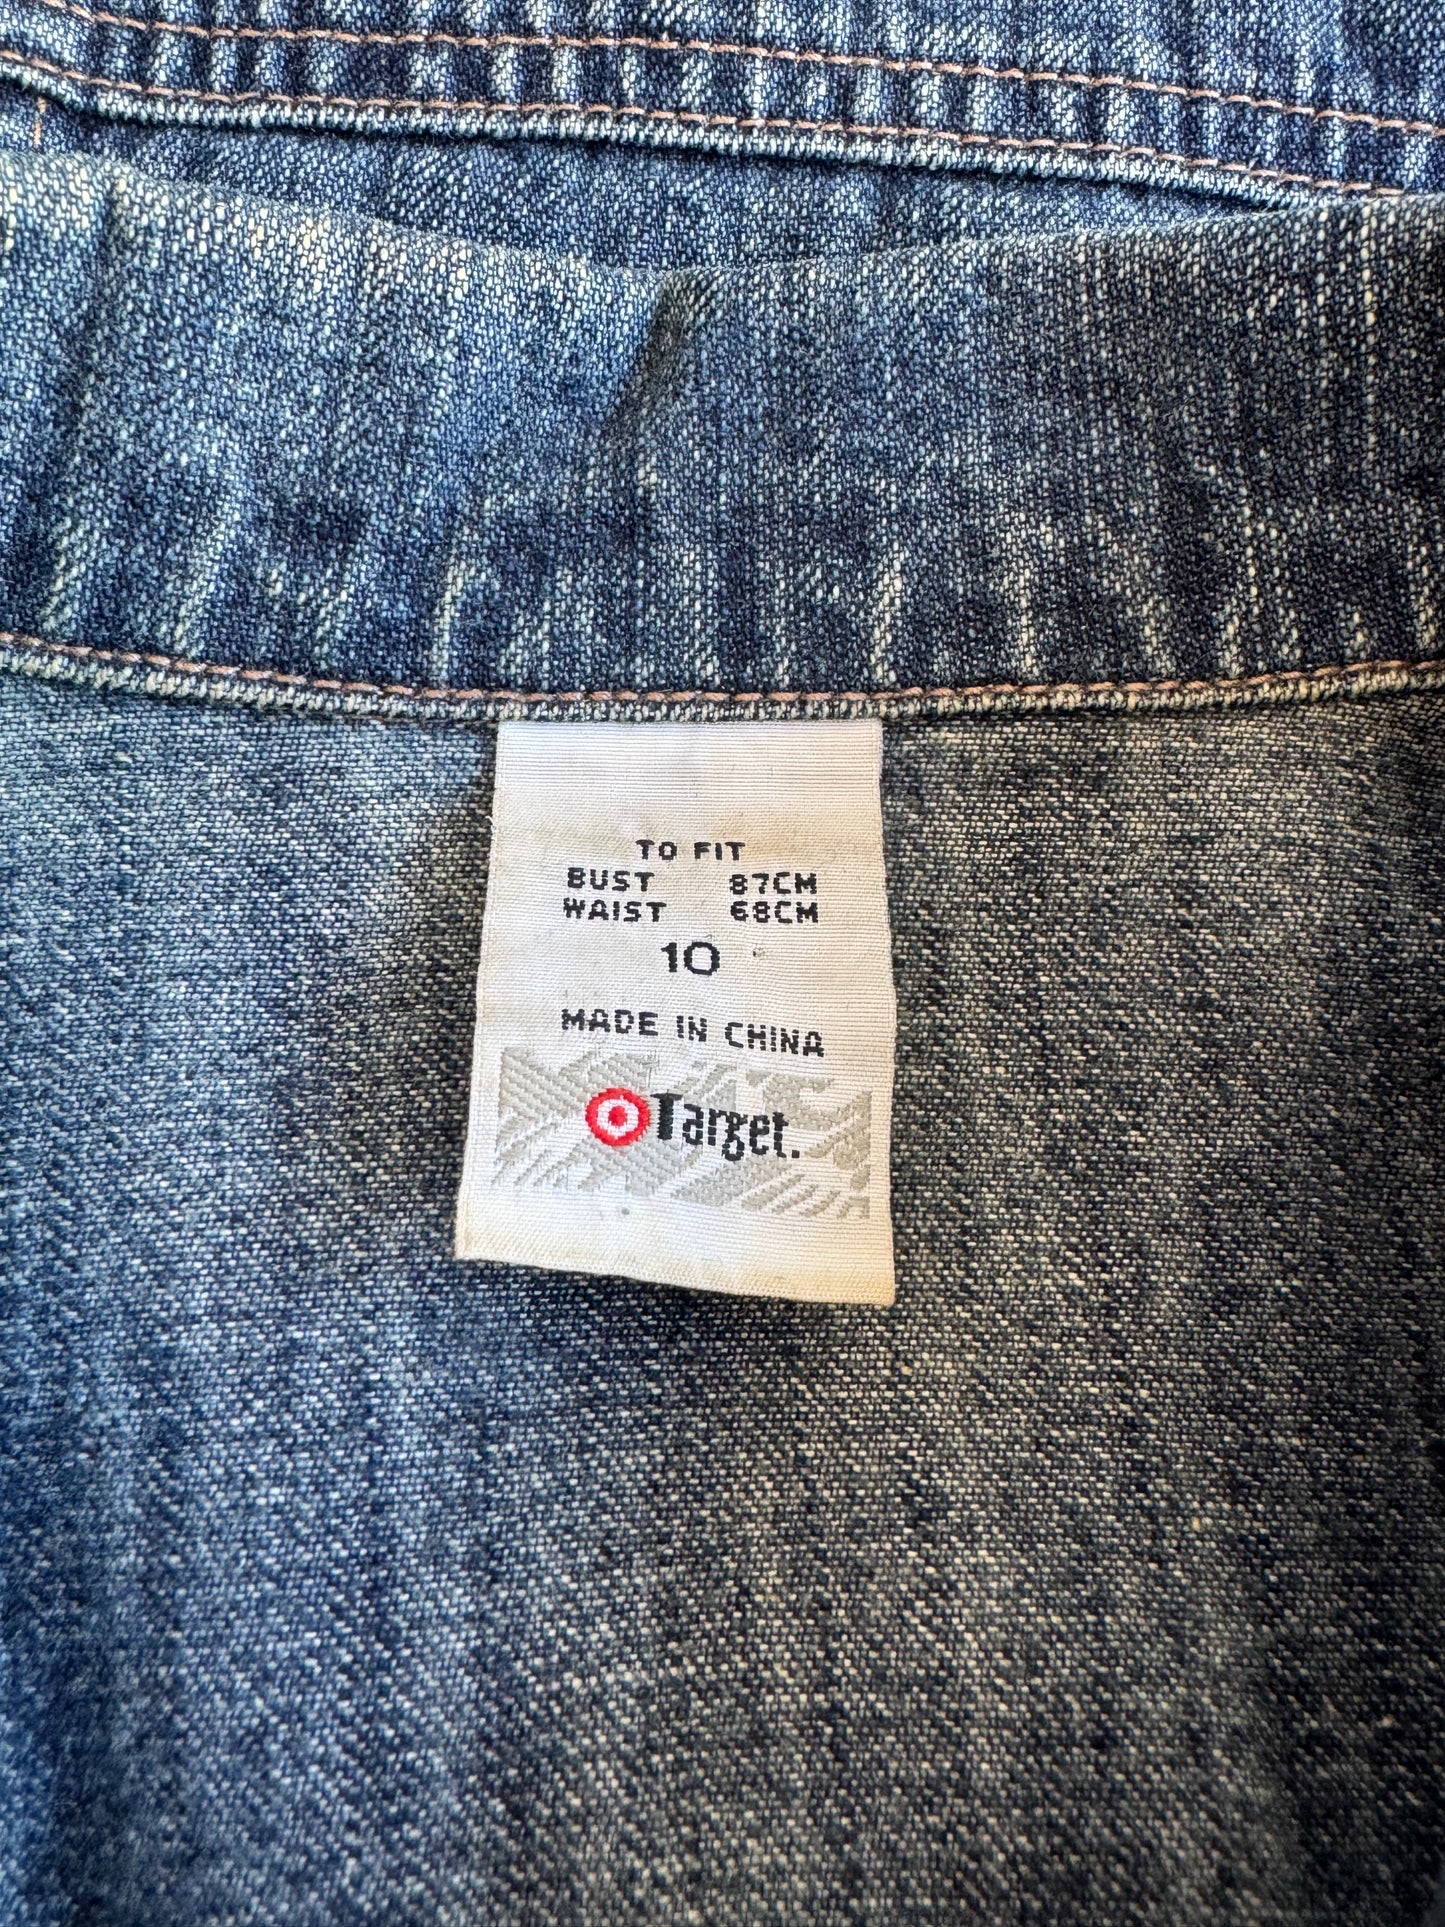 TO FIT
BUST 87CM
WAIST 68CM
10
MADE IN CHINA
Target.